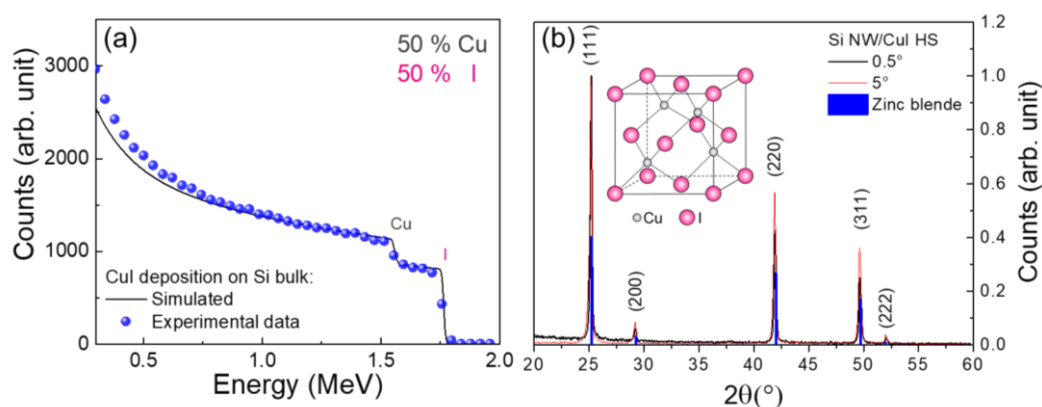 (a)
50 % Cu
50 % I
Counts (arb. unit)
3000
2000
1000
0
Cu
I
CuI deposition on Si bulk:
Simulated
Experimental data
0.5
1.0
1.5
2.0
Energy (MeV)
(b)
(111)
(200)
(220)
(311)
(222)
Si NW/CuI HS
0.5°
5°
Zinc blende
Cu
I
1.2
1.0
0.8
0.6
0.4
0.2
0.0
Counts (arb. unit)
20 25 30 35 40 45 50 55 60
2θ(°)